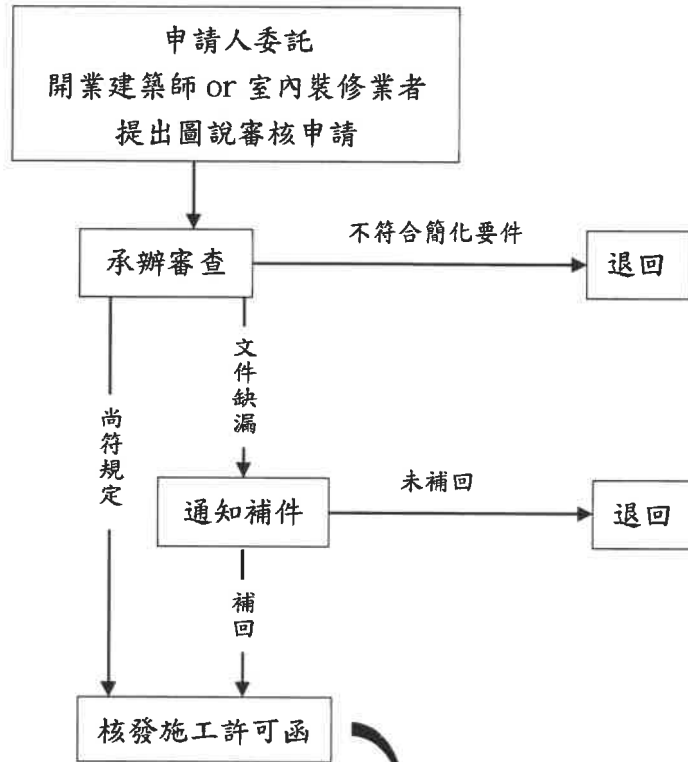 申請人委託
開業建築師 or 室內裝修業者
提出圖說審核申請
不符合簡化要件
承辦審查
退回
文件缺漏
尚符規定
未補回
通知補件
退回
補回
核發施工許可函